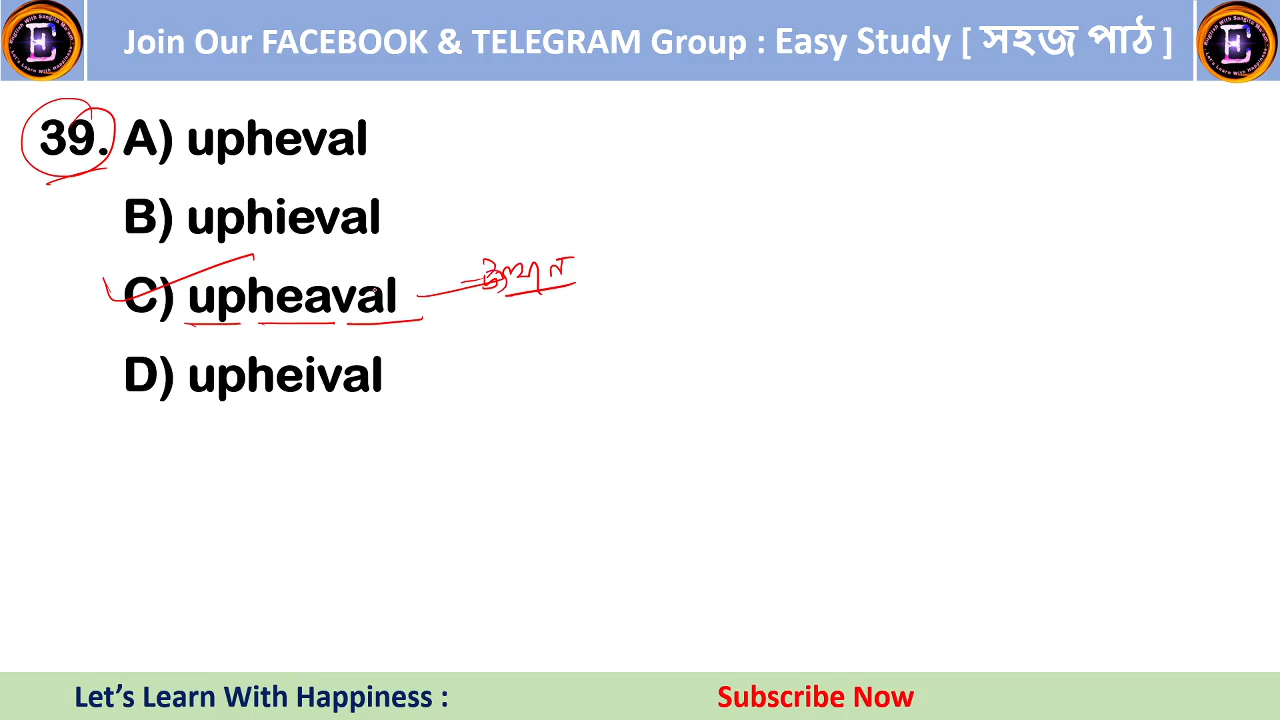 Join Our FACEBOOK & TELEGRAM Group : Easy Study [ সহজ পাঠ ]
39. A) upheval
B) uphieval
C) upheaval
D) upheival
Let's Learn With Happiness :
Subscribe Now